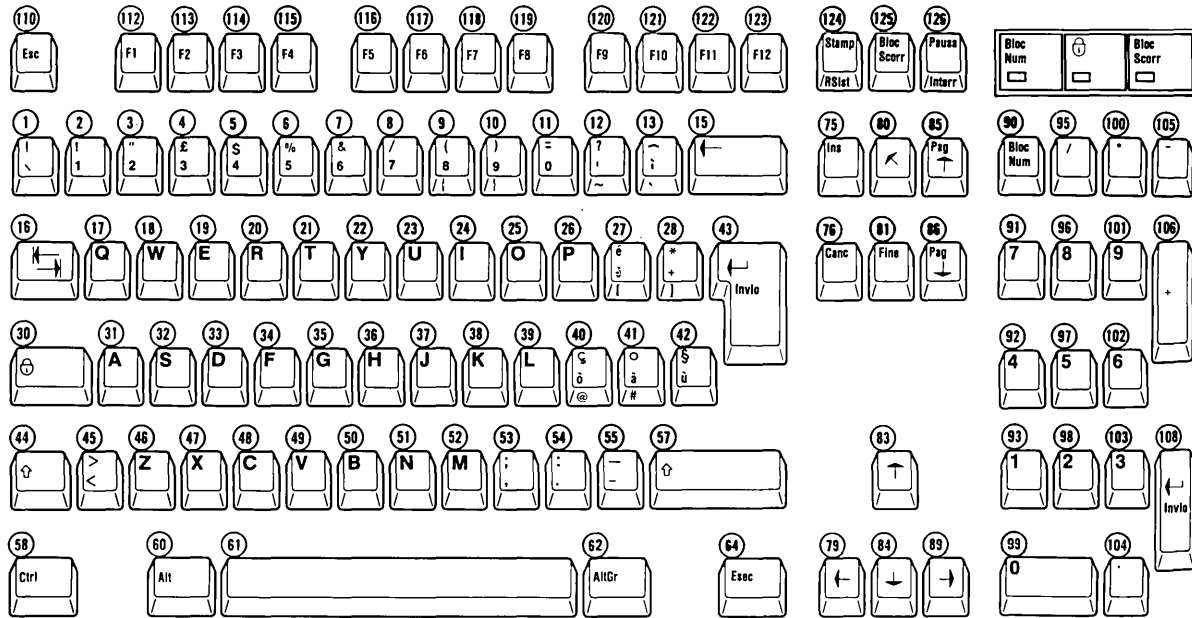 110 112 113 114 115 116 117 118 119 120 121 122 123 124 125 126
Esc F1 F2 F3 F4 F5 F6 F7 F8 F9 F10 F11 F12 Stamp Bloc Pausa Bloc Bloc
Scorr Num Scorr
/RSist /Interr
1 2 3 4 5 6 7 8 9 10 11 12 13 15 75 80 85 90 95 100 105
| ! " £ $ % & / ( ) = ? ^ ← Ins ↖ Pag ↑ Bloc / * -
\ 1 2 3 4 5 6 7 8 9 0 ' ì Num
{ } ~ `
16 17 18 19 20 21 22 23 24 25 26 27 28 43 76 81 86 91 96 101 106
Q W E R T Y U I O P é * ↵ Canc Fine Pag ↓ 7 8 9 +
è + Invio
[ ]
30 31 32 33 34 35 36 37 38 39 40 41 42 92 97 102
A S D F G H J K L ç ° § 4 5 6
ò à ù
@ #
44 45 46 47 48 49 50 51 52 53 54 55 57 83 93 98 103 108
⇧ > Z X C V B N M ; : — ⇧ ↑ 1 2 3 ↵
< , . - Invio
58 60 61 62 64 79 84 89 99 104
Ctrl Alt AltGr Esec ← ↓ → 0 .